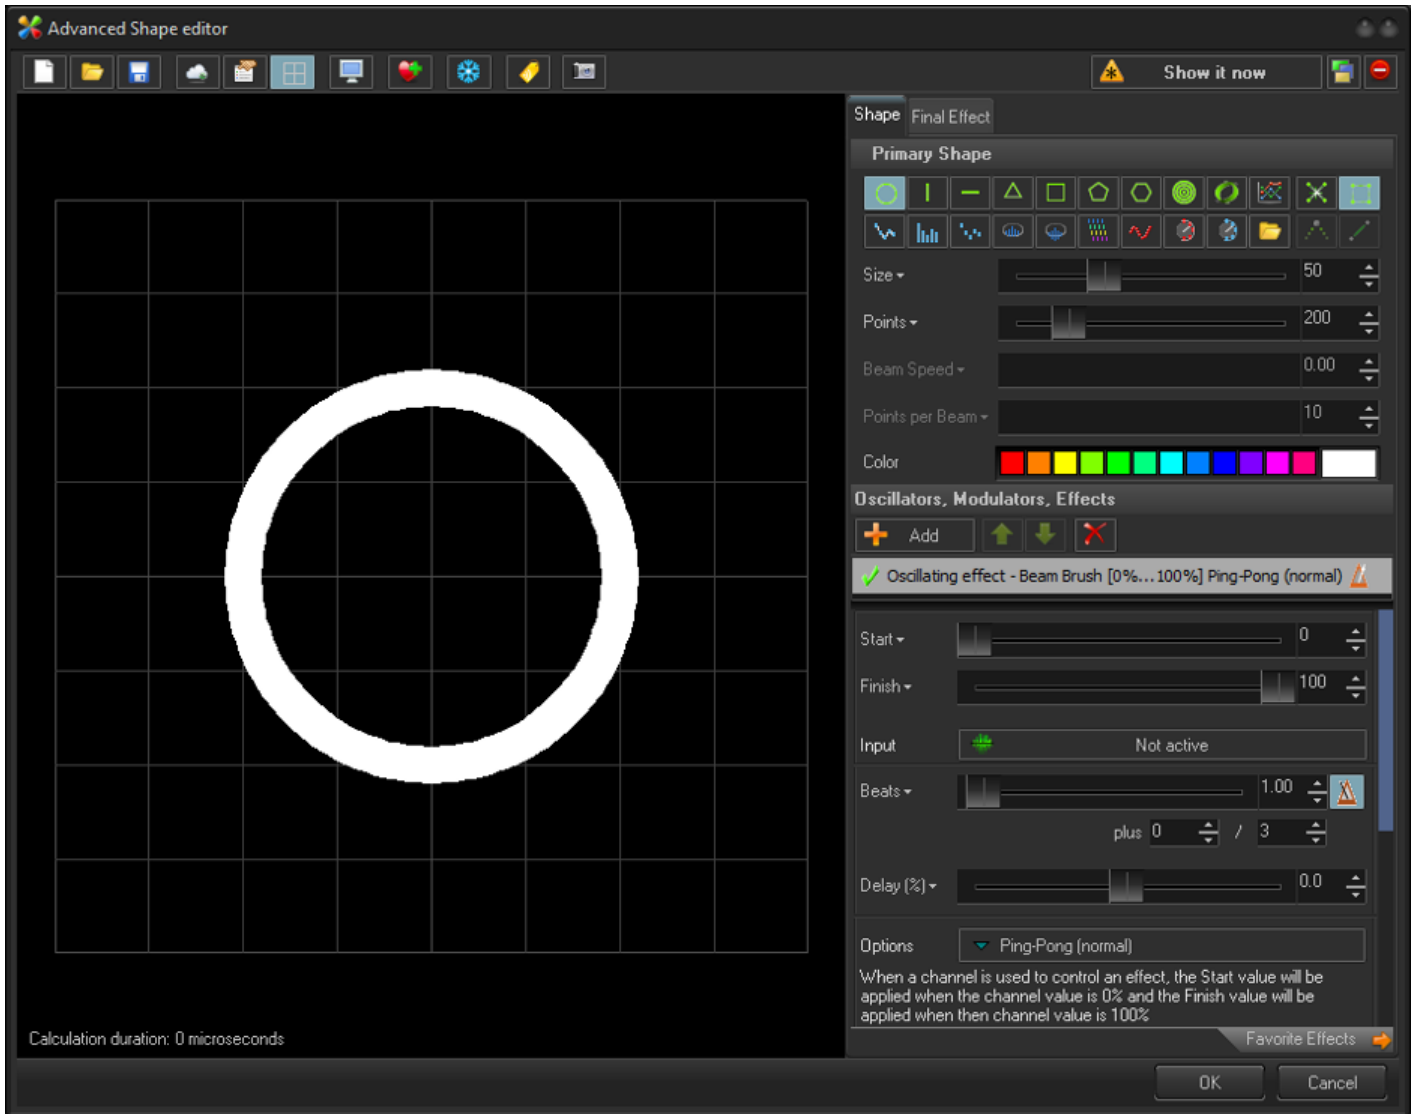 Advanced Shape editor
Show it now
Shape Final Effect
Primary Shape
Size 50
Points 200
Beam Speed 0.00
Points per Beam 10
Color
Oscillators, Modulators, Effects
Add
Oscillating effect - Beam Brush [0%...100%] Ping-Pong (normal)
Start 0
Finish 100
Input Not active
Beats 1.00
plus 0 / 3
Delay (%) 0.0
Options Ping-Pong (normal)
When a channel is used to control an effect, the Start value will be
applied when the channel value is 0% and the Finish value will be
applied when then channel value is 100%
Calculation duration: 0 microseconds
Favorite Effects
OK Cancel